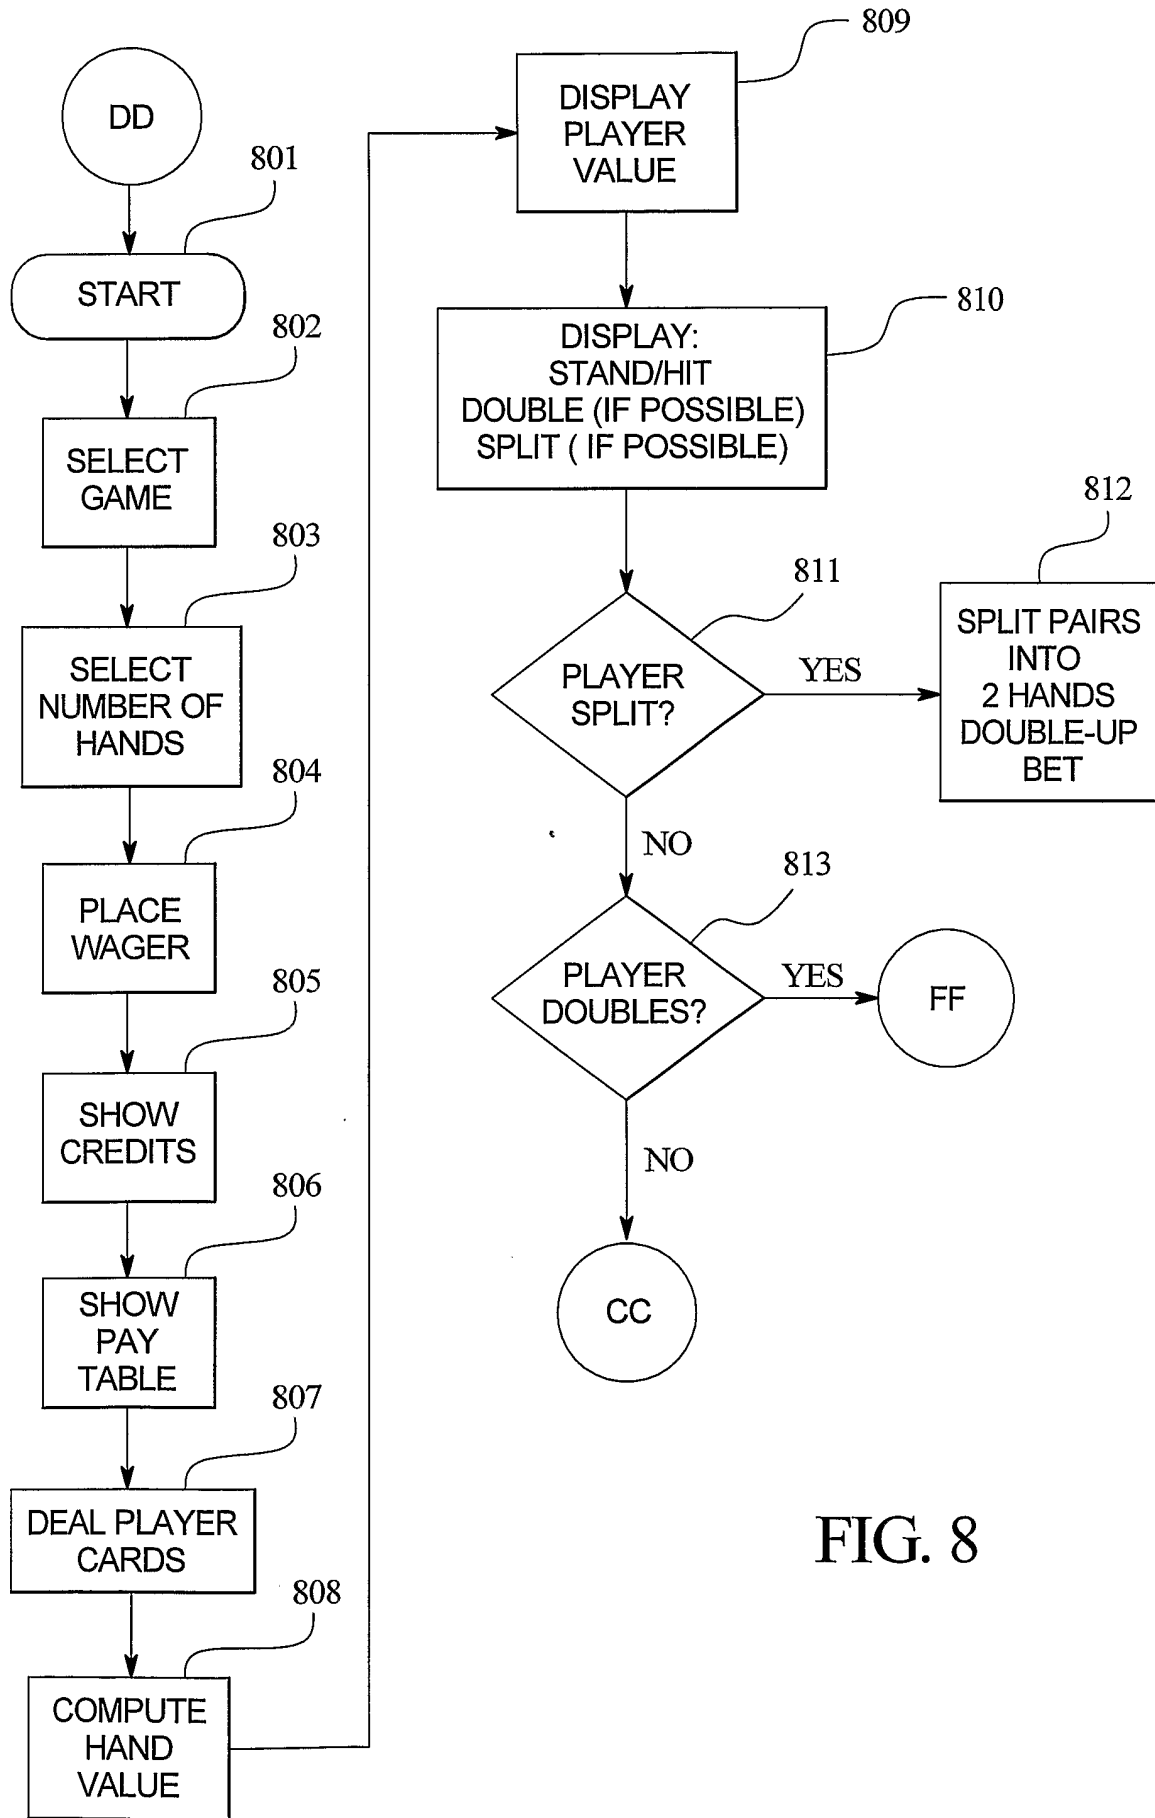 DD
801
START
802
SELECT
GAME
803
SELECT
NUMBER OF
HANDS
804
PLACE
WAGER
805
SHOW
CREDITS
806
SHOW
PAY
TABLE
807
DEAL PLAYER
CARDS
808
COMPUTE
HAND
VALUE
809
DISPLAY
PLAYER
VALUE
810
DISPLAY:
STAND/HIT
DOUBLE (IF POSSIBLE)
SPLIT ( IF POSSIBLE)
811
PLAYER
SPLIT?
YES
812
SPLIT PAIRS
INTO
2 HANDS
DOUBLE-UP
BET
NO
813
PLAYER
DOUBLES?
YES
FF
NO
CC
FIG. 8